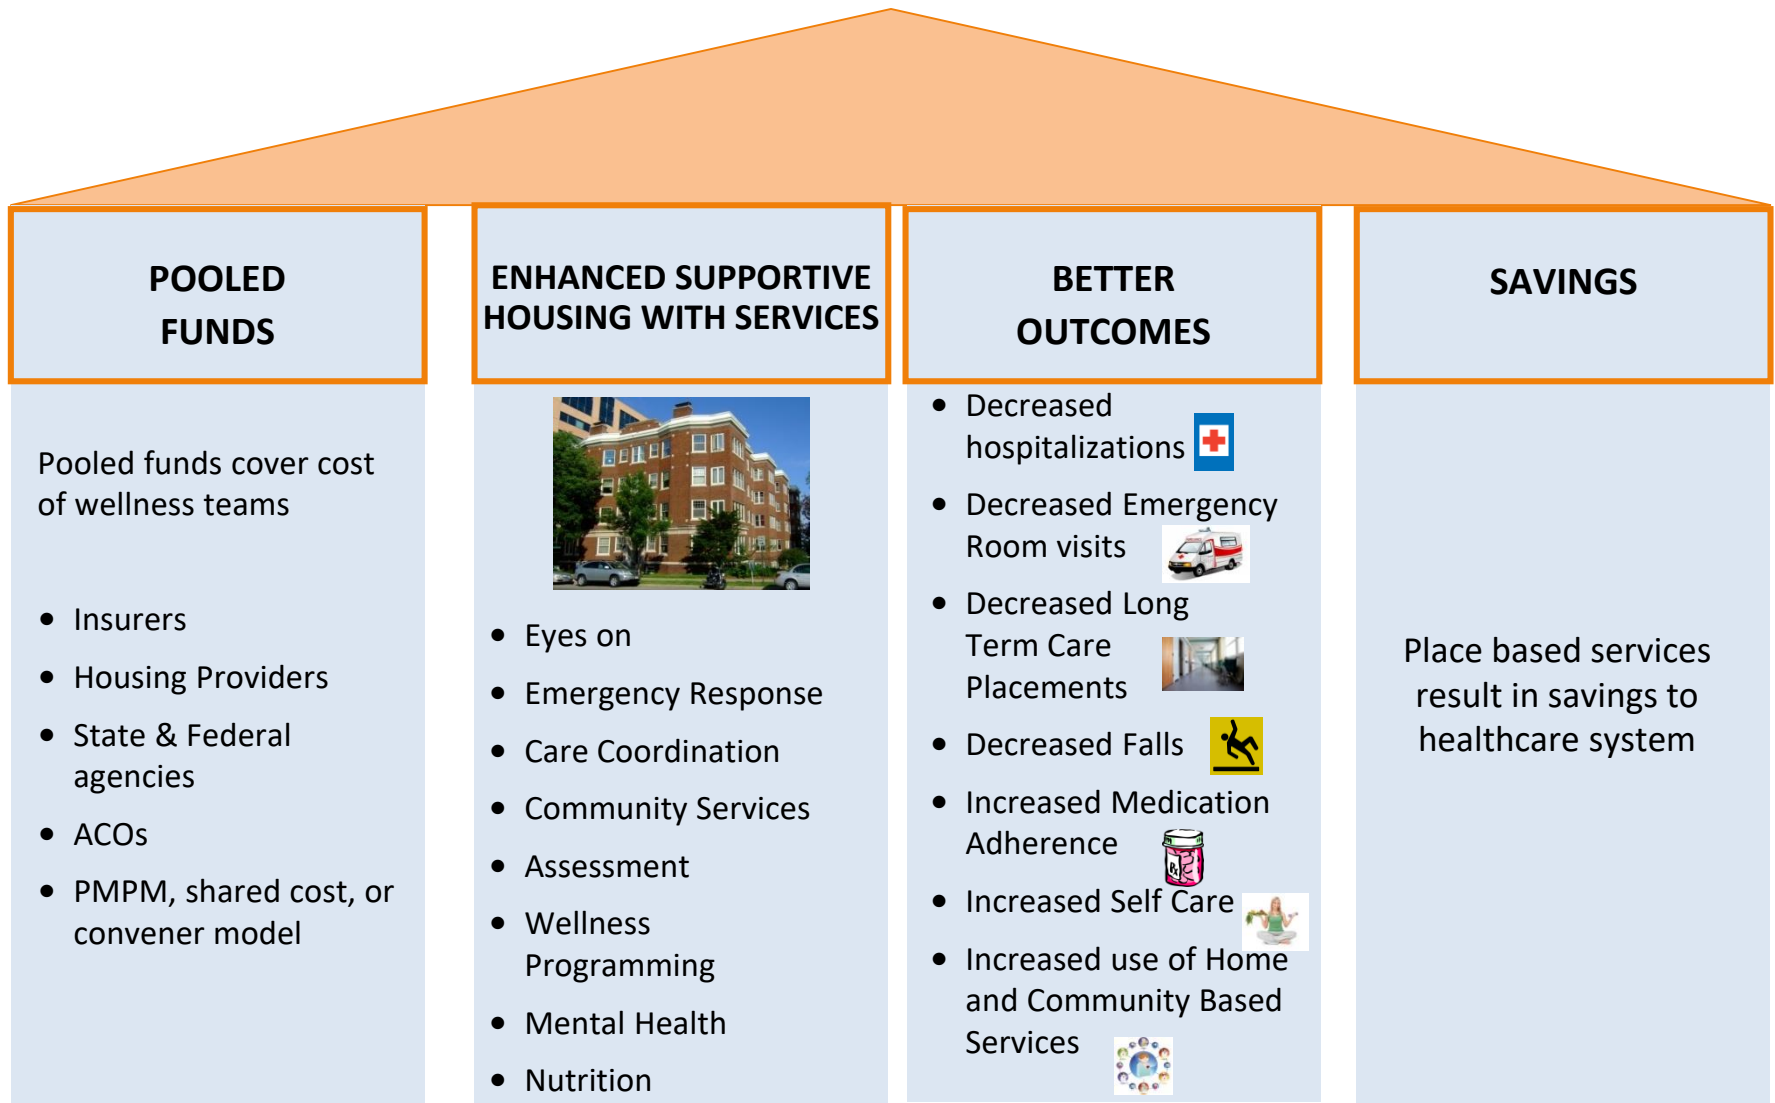 POOLED
FUNDS
Pooled funds cover cost
of wellness teams
• Insurers
• Housing Providers
• State & Federal
agencies
• ACOs
• PMPM, shared cost, or
convener model
ENHANCED SUPPORTIVE
HOUSING WITH SERVICES
• Eyes on
• Emergency Response
• Care Coordination
• Community Services
• Assessment
• Wellness
Programming
• Mental Health
• Nutrition
BETTER
OUTCOMES
• Decreased
hospitalizations
• Decreased Emergency
Room visits
• Decreased Long
Term Care
Placements
• Decreased Falls
• Increased Medication
Adherence
Rx
• Increased Self Care
• Increased use of Home
and Community Based
Services
SAVINGS
Place based services
result in savings to
healthcare system